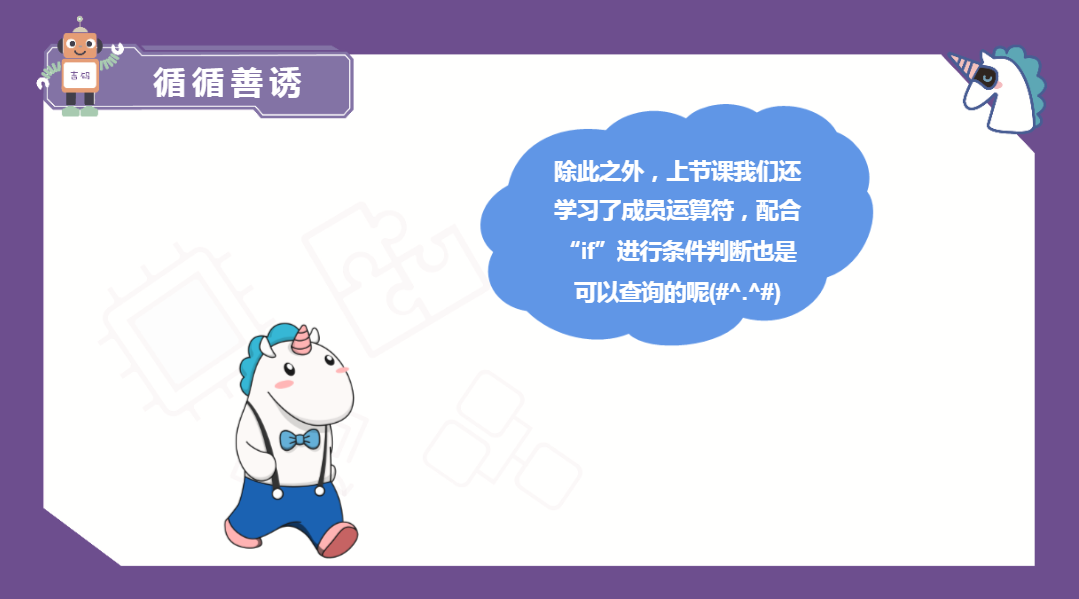 吉码
循循善诱
除此之外，上节课我们还
学习了成员运算符，配合
“if”进行条件判断也是
可以查询的呢(#^.^#)